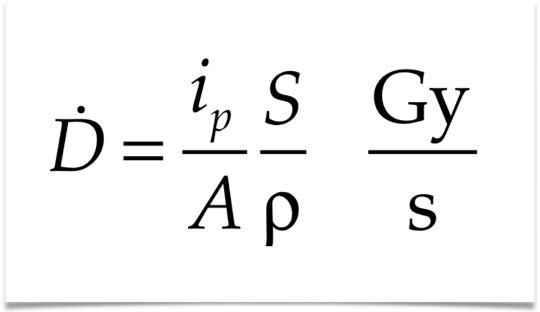 Ḋ = i_p/A S/ρ Gy/s